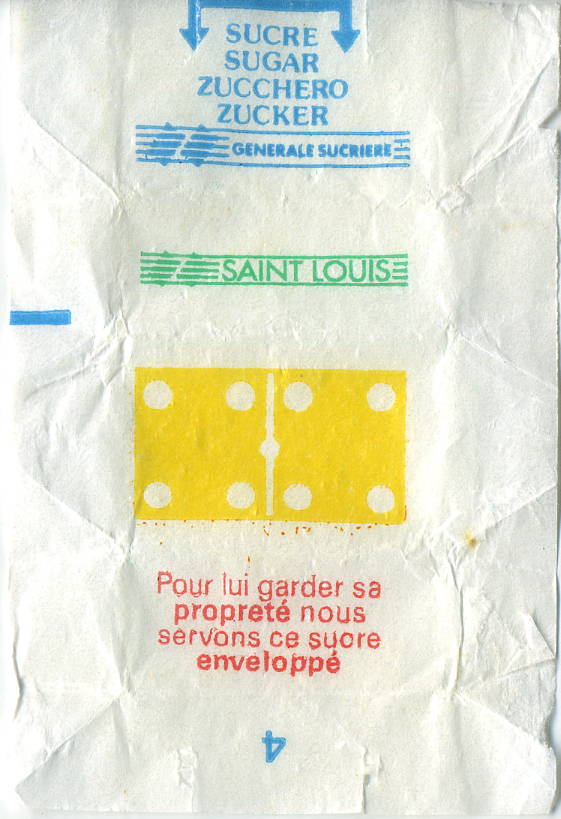 SUCRE
SUGAR
ZUCCHERO
ZUCKER
GENERALE SUCRIERE
SAINT LOUIS
Pour lui garder sa
propreté nous
servons ce sucre
enveloppé
4